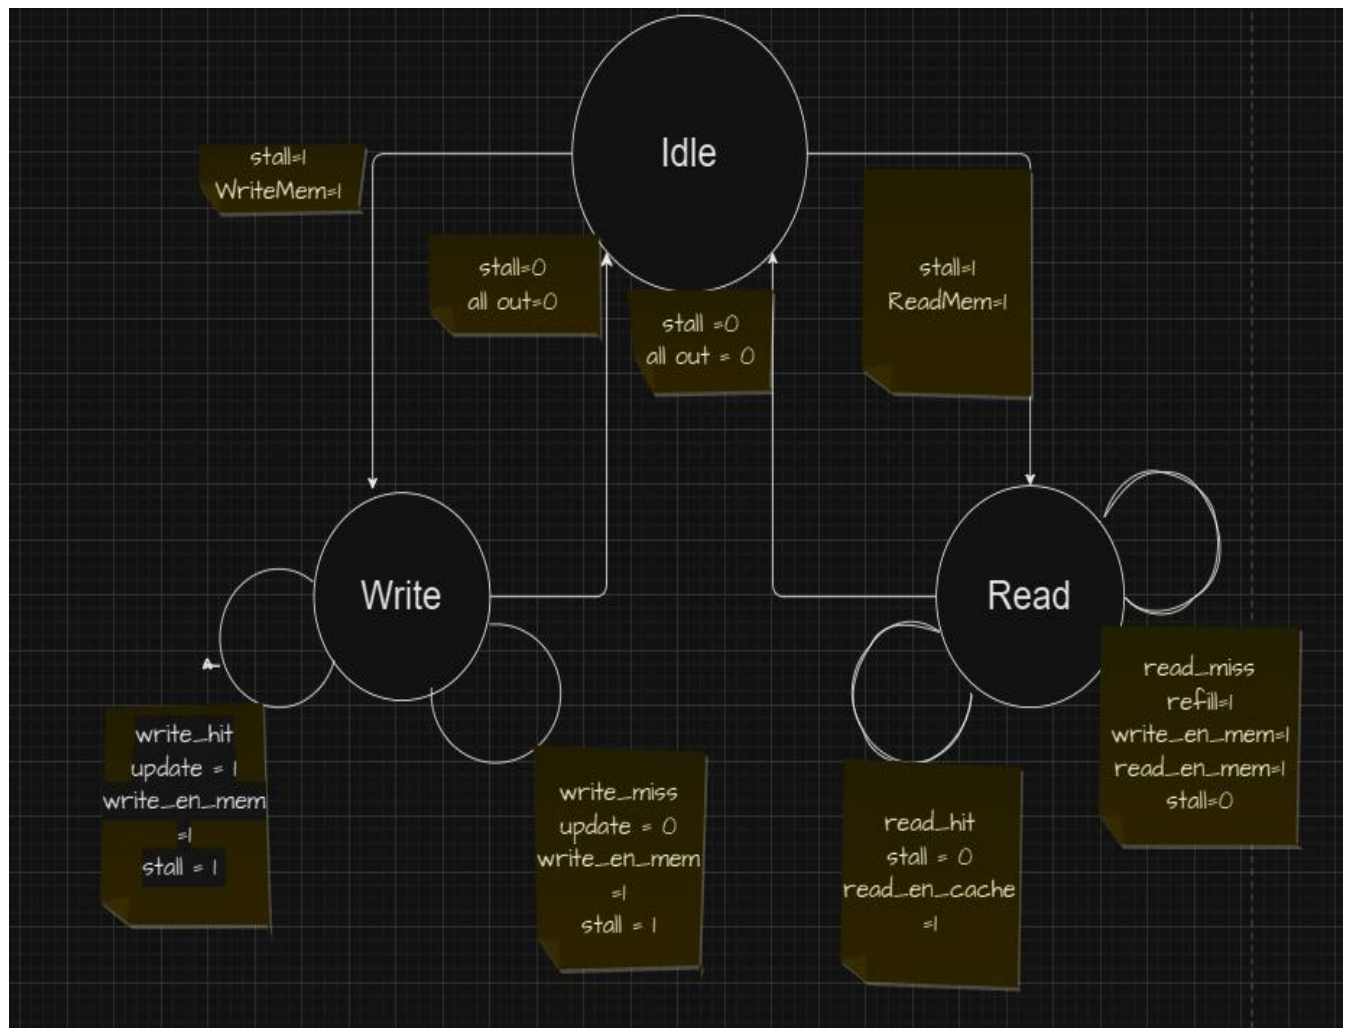 Idle
stall=1
WriteMem=1
stall=0
all out=0
stall =0
all out = 0
stall=1
ReadMem=1
Write
Read
write_hit
update = 1
write_en_mem
=1
stall = 1
write_miss
update = 0
write_en_mem
=1
stall = 1
read_hit
stall = 0
read_en_cache
=1
read_miss
refill=1
write_en_mem=1
read_en_mem=1
stall=0